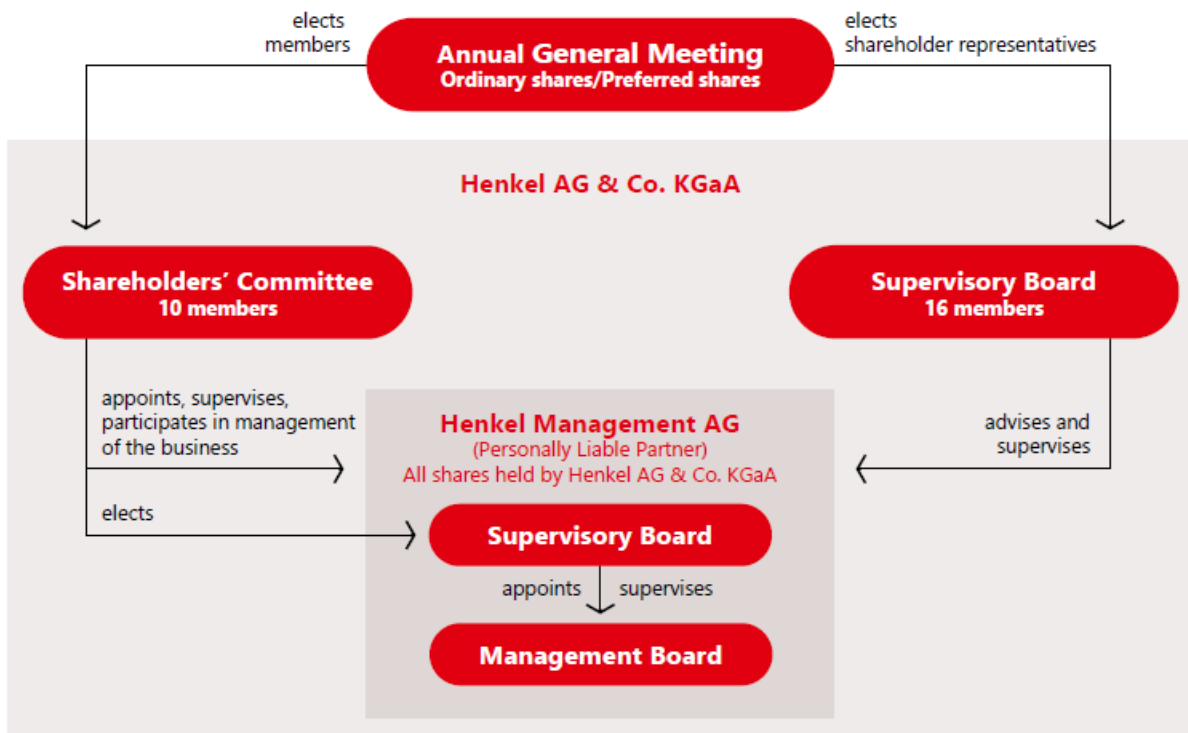 elects
members
Annual General Meeting
Ordinary shares/Preferred shares
elects
shareholder representatives
Henkel AG & Co. KGaA
Shareholders’ Committee
10 members
Supervisory Board
16 members
appoints, supervises,
participates in management
of the business
Henkel Management AG
(Personally Liable Partner)
All shares held by Henkel AG & Co. KGaA
advises and
supervises
elects
Supervisory Board
appoints
supervises
Management Board